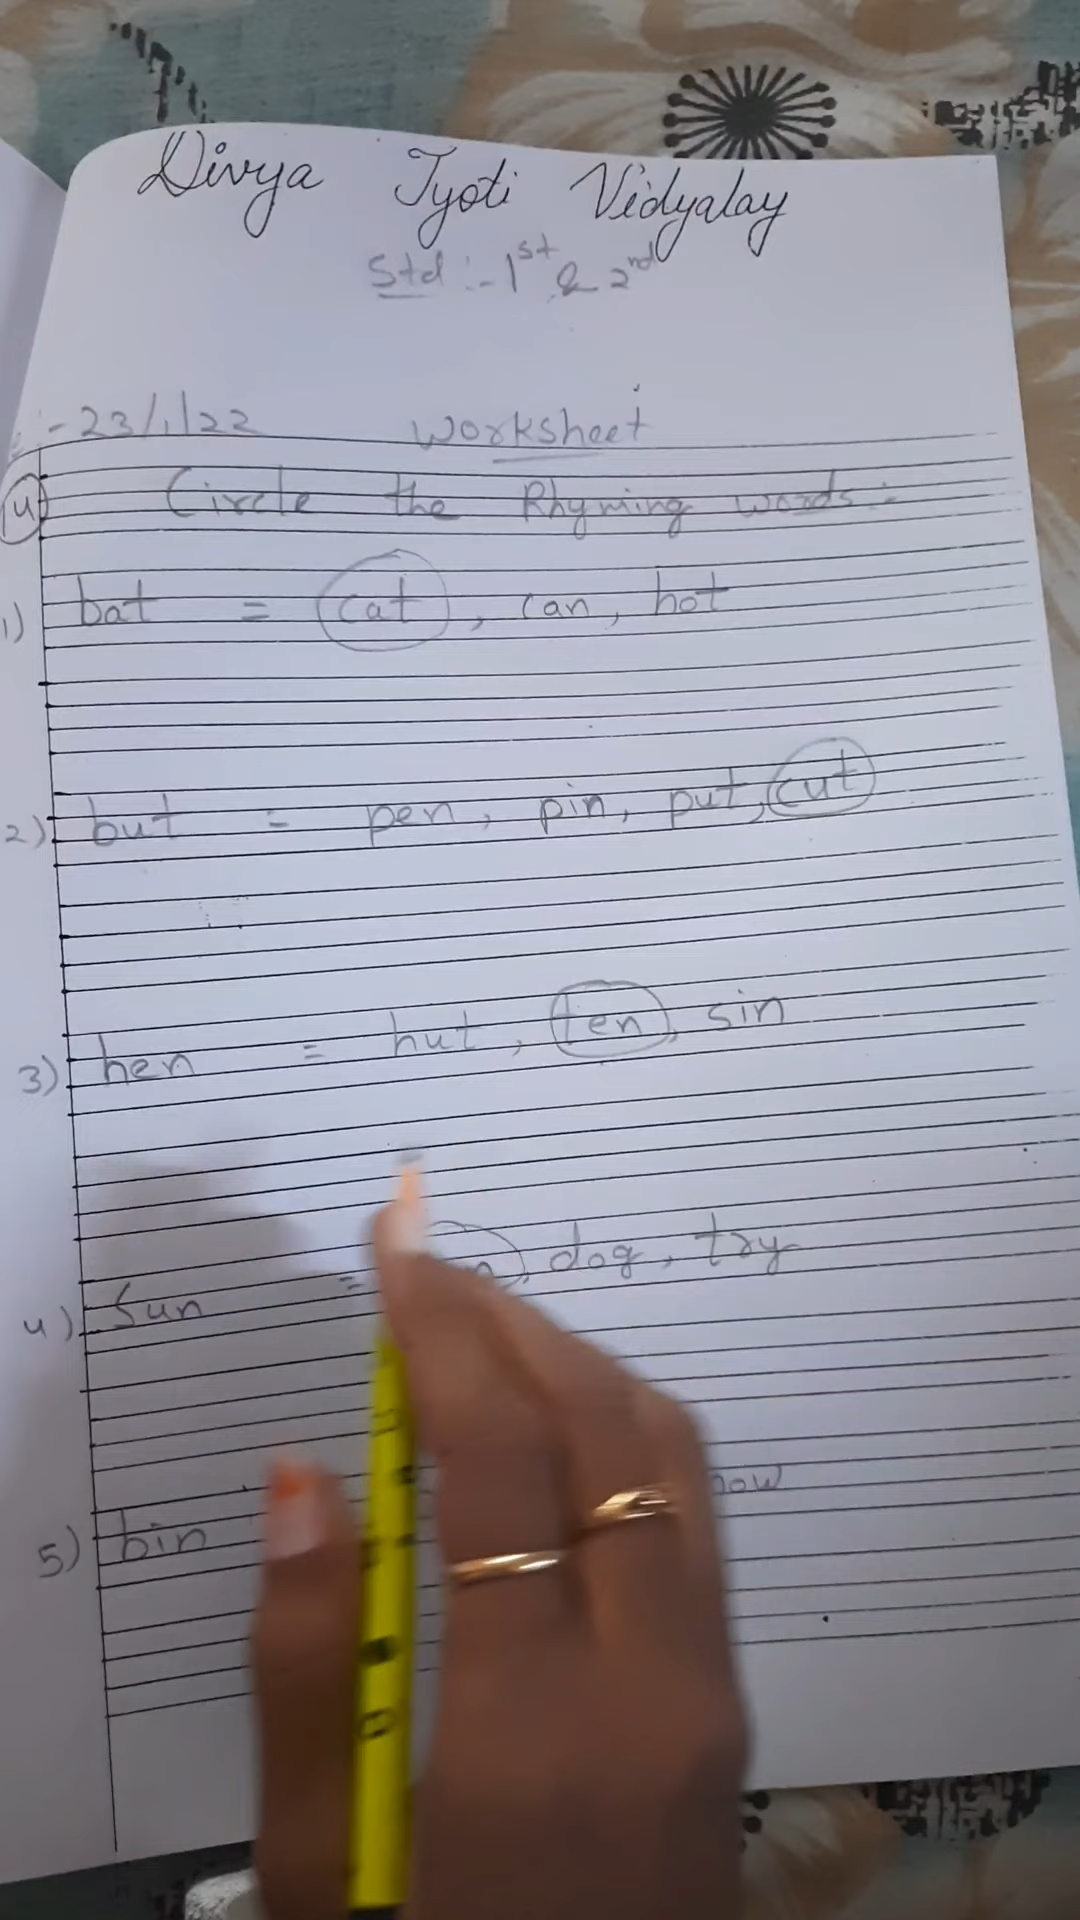 Divya Jyoti Vidyalay
Std :- 1st & 2nd
:- 23/1/22 Worksheet
4) Circle the Rhyming words :-
1) bat = cat, can, hot
2) but = pen, pin, put, cut
3) hen = hut, ten, sin
4) Sun = dog, try
5) bin